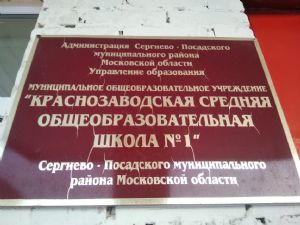 Администрация Сергиево - Посадского
муниципального района
Московской области
Управление образования
МУНИЦИПАЛЬНОЕ ОБЩЕОБРАЗОВАТЕЛЬНОЕ УЧРЕЖДЕНИЕ
"КРАСНОЗАВОДСКАЯ СРЕДНЯЯ
ОБЩЕОБРАЗОВАТЕЛЬНАЯ
ШКОЛА №1"
Сергиево - Посадского муниципального
района Московской области